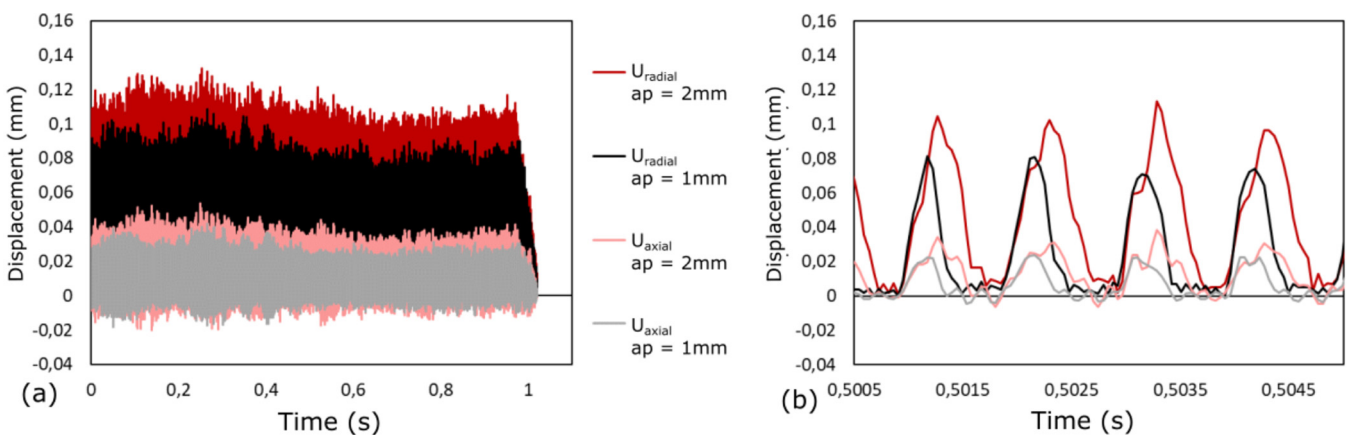 0,16
0,14
0,12
0,1
0,08
0,06
0,04
0,02
0
-0,02
-0,04
Displacement (mm)
0 0,2 0,4 0,6 0,8 1
Time (s)
(a)
Uradial
ap = 2mm
Uradial
ap = 1mm
Uaxial
ap = 2mm
Uaxial
ap = 1mm
0,16
0,14
0,12
0,1
0,08
0,06
0,04
0,02
0
-0,02
-0,04
Displacement (mm)
0,5005 0,5015 0,5025 0,5035 0,5045
Time (s)
(b)